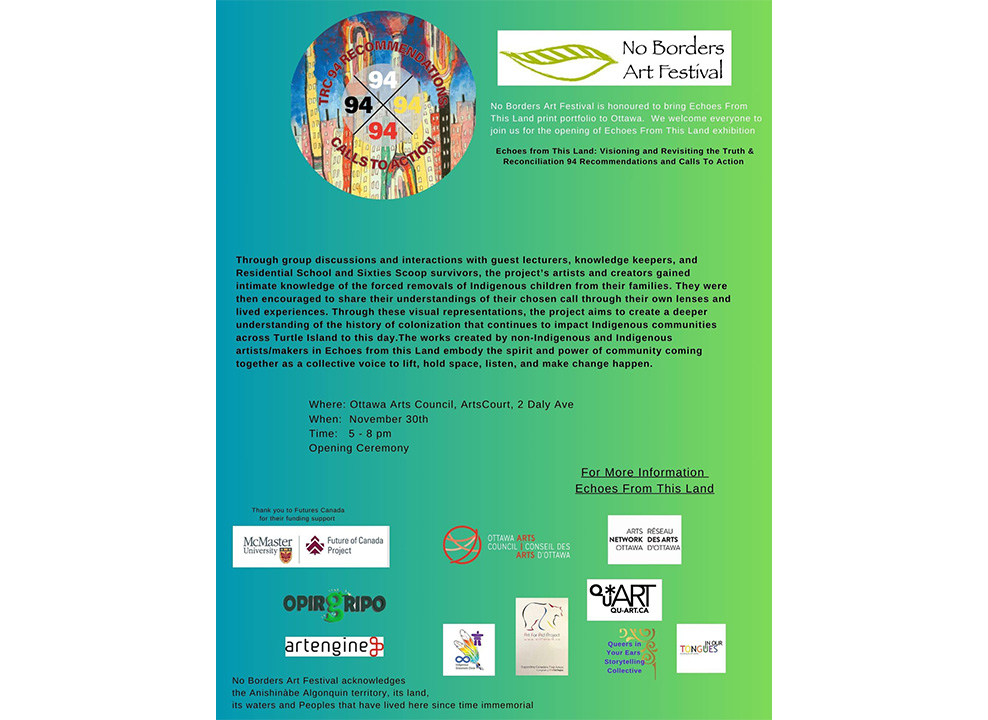 TRC 94 RECOMMENDATIONS
94
94 94
94
CALLS TO ACTION
No Borders
Art Festival
No Borders Art Festival is honoured to bring Echoes From
This Land print portfolio to Ottawa.  We welcome everyone to
join us for the opening of Echoes From This Land exhibition
Echoes from This Land: Visioning and Revisiting the Truth &
Reconciliation 94 Recommendations and Calls To Action
Through group discussions and interactions with guest lecturers, knowledge keepers, and
Residential School and Sixties Scoop survivors, the project's artists and creators gained
intimate knowledge of the forced removals of Indigenous children from their families. They were
then encouraged to share their understandings of their chosen call through their own lenses and
lived experiences. Through these visual representations, the project aims to create a deeper
understanding of the history of colonization that continues to impact Indigenous communities
across Turtle Island to this day.The works created by non-Indigenous and Indigenous
artists/makers in Echoes from this Land embody the spirit and power of community coming
together as a collective voice to lift, hold space, listen, and make change happen.
Where: Ottawa Arts Council, ArtsCourt, 2 Daly Ave
When:  November 30th
Time:   5 - 8 pm
Opening Ceremony
For More Information
Echoes From This Land
Thank you to Futures Canada
for their funding support
McMaster
University
Future of Canada
Project
OTTAWA ARTS
COUNCIL | CONSEIL DES
ARTS D'OTTAWA
ARTS RÉSEAU
NETWORK DES ARTS
OTTAWA D'OTTAWA
OPIRGRIPO
QU*ART
QU-ART.CA
artengine
Art For Aid Project
Queers in
Your Ears
Storytelling
Collective
IN OUR
TONGUES
No Borders Art Festival acknowledges
the Anishinàbe Algonquin territory, its land,
its waters and Peoples that have lived here since time immemorial